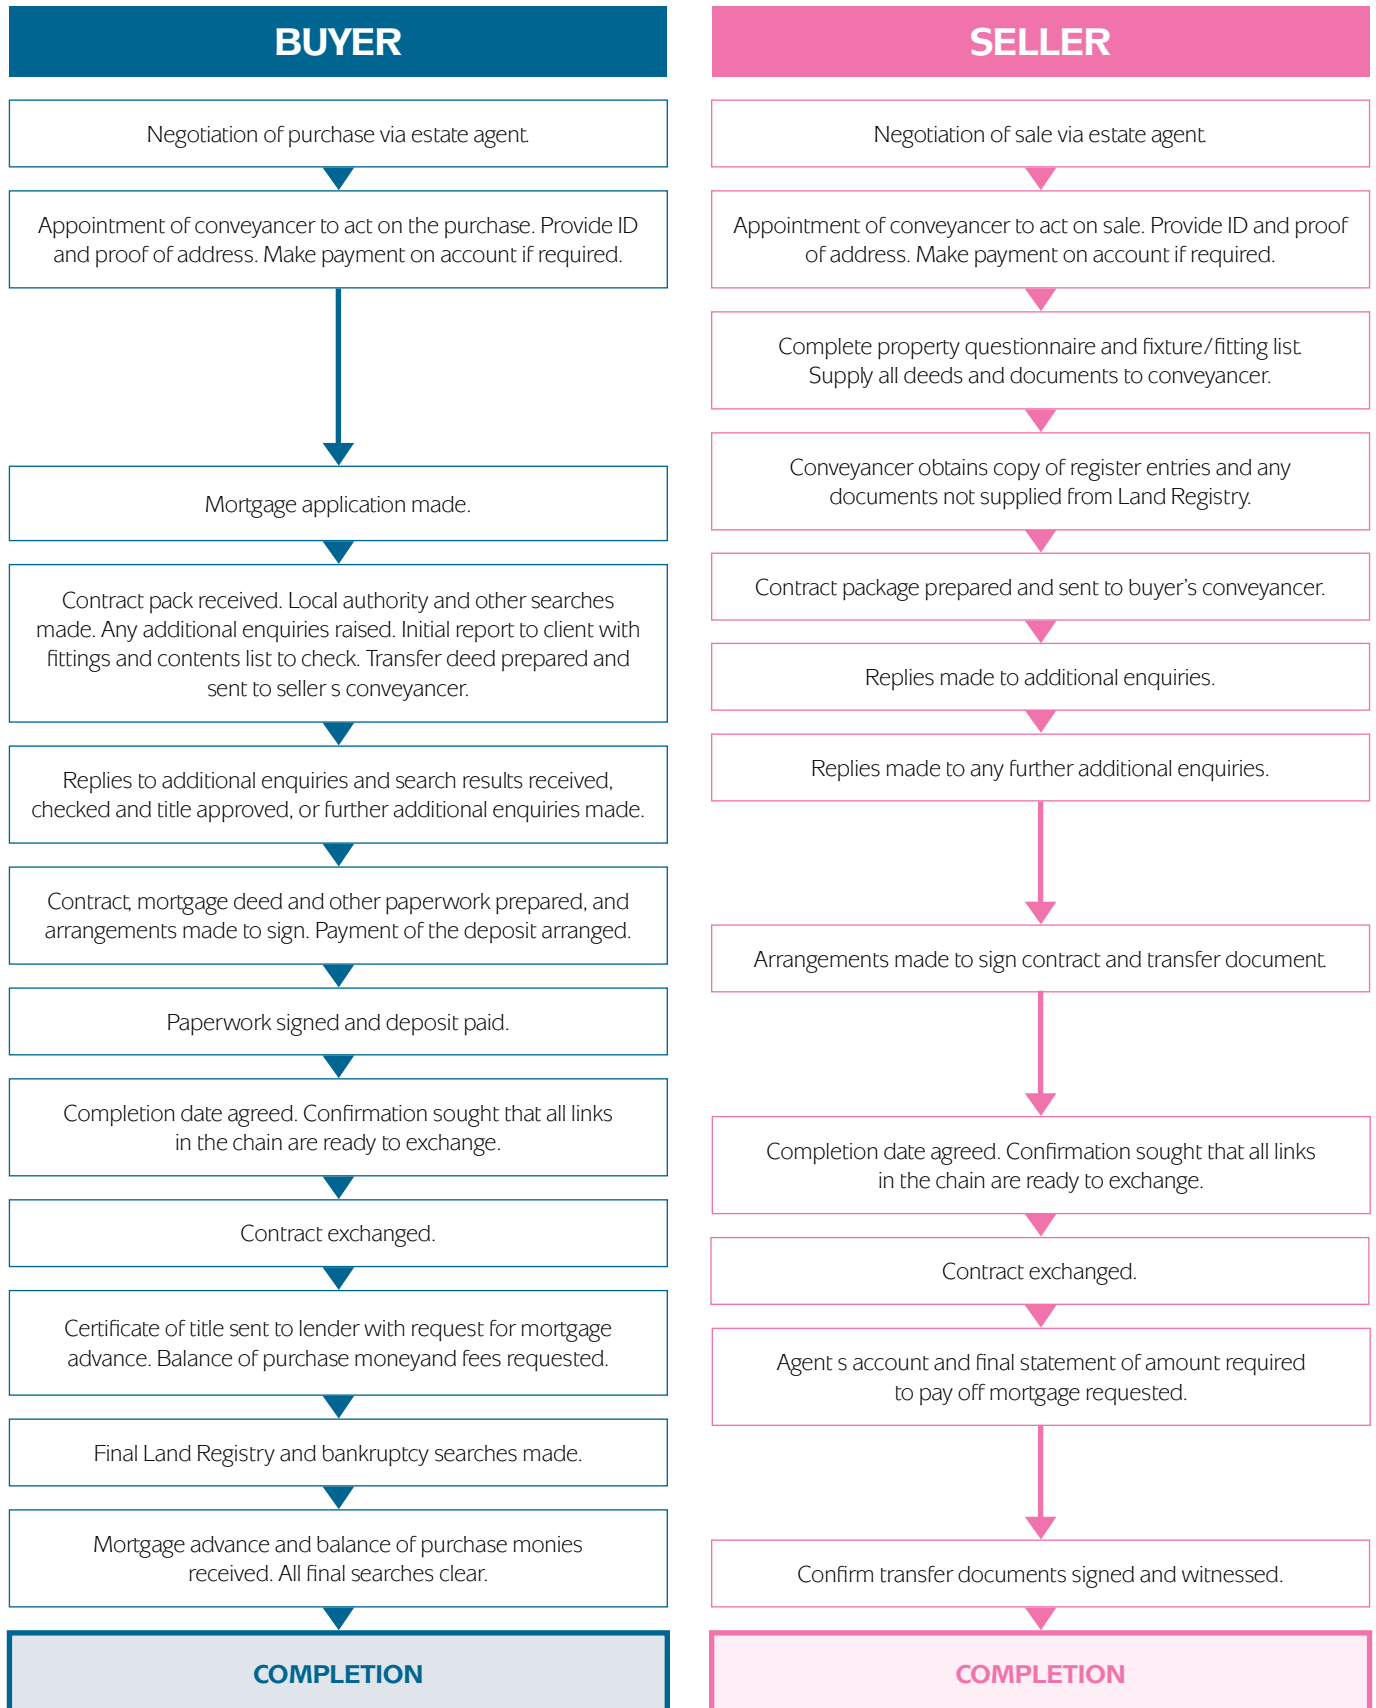 BUYER
Negotiation of purchase via estate agent.
Appointment of conveyancer to act on the purchase. Provide ID
and proof of address. Make payment on account if required.
Mortgage application made.
Contract pack received. Local authority and other searches
made. Any additional enquiries raised. Initial report to client with
fittings and contents list to check. Transfer deed prepared and
sent to seller s conveyancer.
Replies to additional enquiries and search results received,
checked and title approved, or further additional enquiries made.
Contract, mortgage deed and other paperwork prepared, and
arrangements made to sign. Payment of the deposit arranged.
Paperwork signed and deposit paid.
Completion date agreed. Confirmation sought that all links
in the chain are ready to exchange.
Contract exchanged.
Certificate of title sent to lender with request for mortgage
advance. Balance of purchase moneyand fees requested.
Final Land Registry and bankruptcy searches made.
Mortgage advance and balance of purchase monies
received. All final searches clear.
COMPLETION
SELLER
Negotiation of sale via estate agent.
Appointment of conveyancer to act on sale. Provide ID and proof
of address. Make payment on account if required.
Complete property questionnaire and fixture/fitting list.
Supply all deeds and documents to conveyancer.
Conveyancer obtains copy of register entries and any
documents not supplied from Land Registry.
Contract package prepared and sent to buyer's conveyancer.
Replies made to additional enquiries.
Replies made to any further additional enquiries.
Arrangements made to sign contract and transfer document.
Completion date agreed. Confirmation sought that all links
in the chain are ready to exchange.
Contract exchanged.
Agent s account and final statement of amount required
to pay off mortgage requested.
Confirm transfer documents signed and witnessed.
COMPLETION